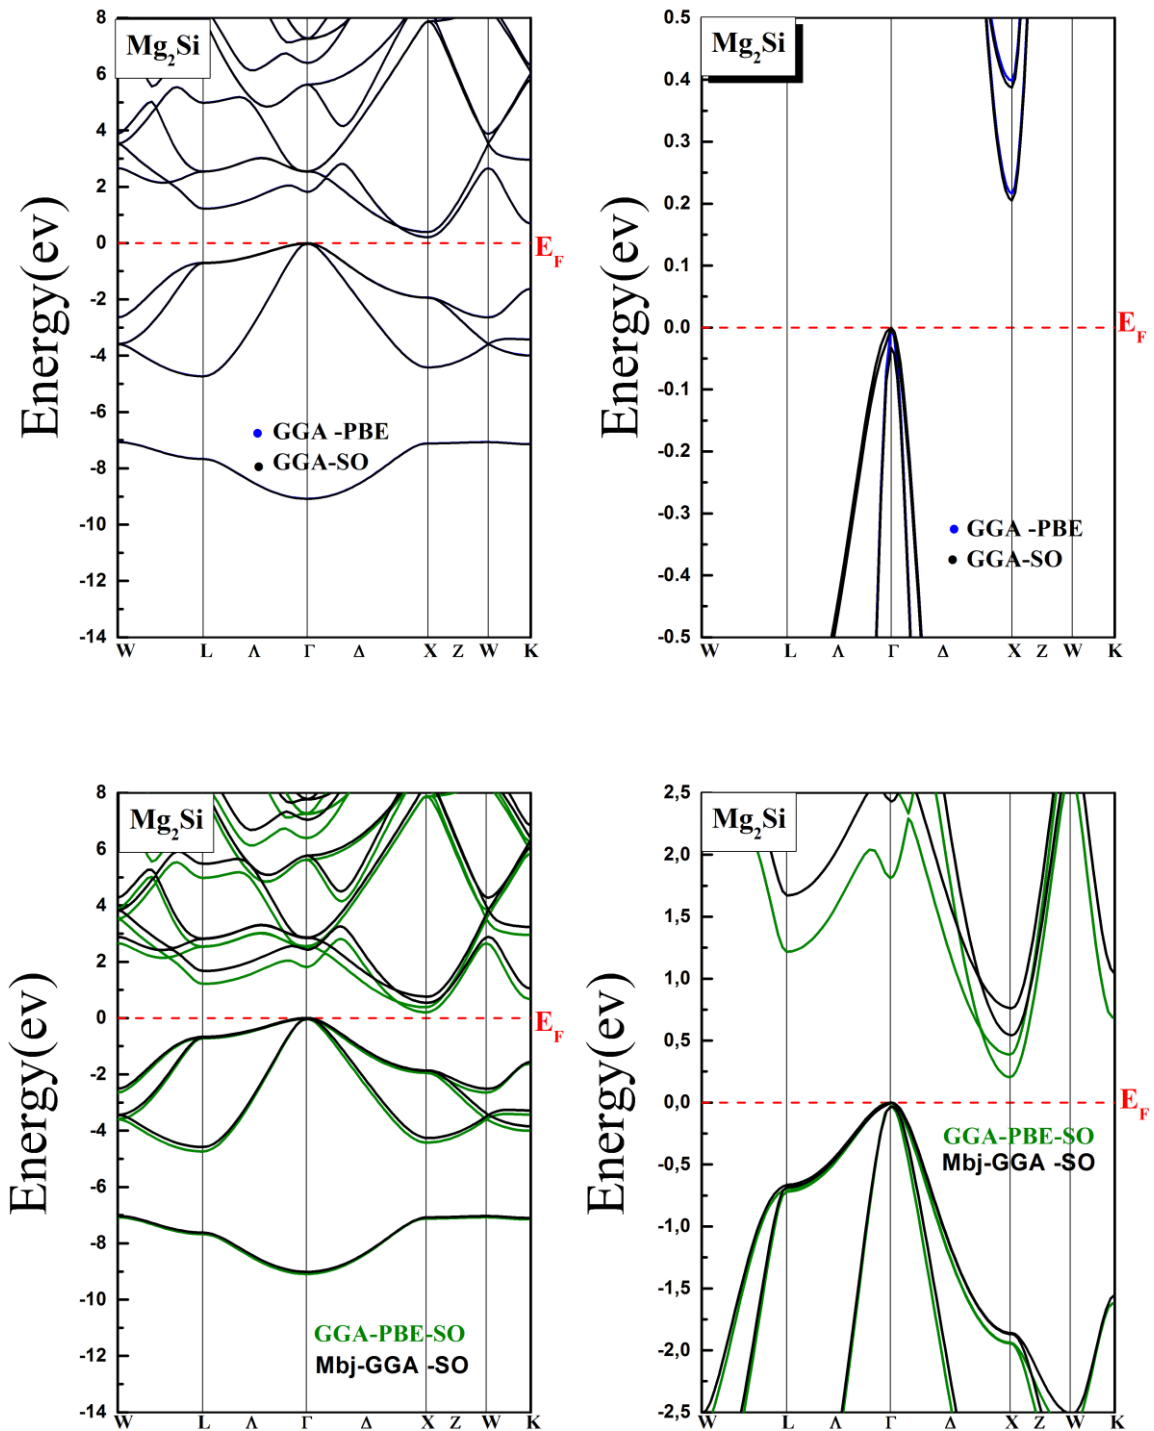 Mg2Si
Energy(ev)
8
6
4
2
0
-2
-4
-6
-8
-10
-12
-14
EF
GGA -PBE
GGA-SO
W L Λ Γ Δ X Z W K
Mg2Si
Energy(ev)
0.5
0.4
0.3
0.2
0.1
0.0
-0.1
-0.2
-0.3
-0.4
-0.5
EF
GGA -PBE
GGA-SO
W L Λ Γ Δ X Z W K
Mg2Si
Energy(ev)
8
6
4
2
0
-2
-4
-6
-8
-10
-12
-14
EF
GGA-PBE-SO
Mbj-GGA -SO
W L Λ Γ Δ X Z W K
Mg2Si
Energy(ev)
2,5
2,0
1,5
1,0
0,5
0,0
-0,5
-1,0
-1,5
-2,0
-2,5
EF
GGA-PBE-SO
Mbj-GGA -SO
W L Λ Γ Δ X Z W K